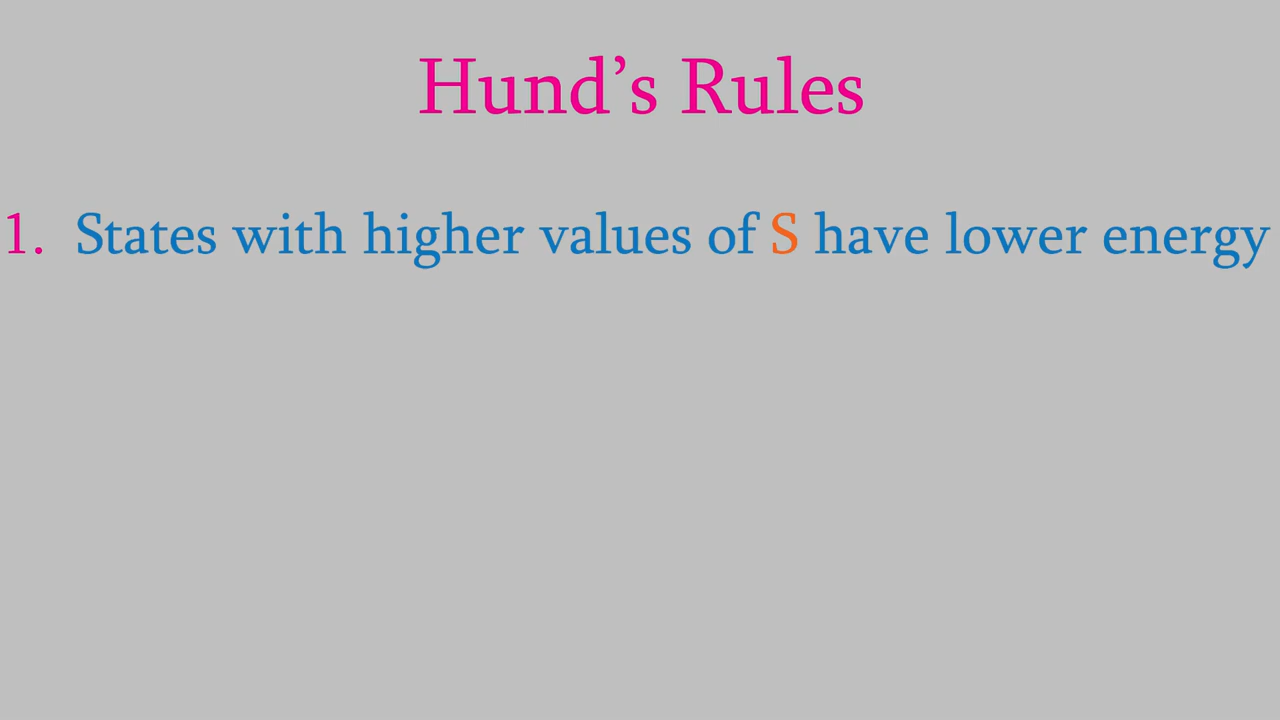 Hund’s Rules
1. States with higher values of S have lower energy